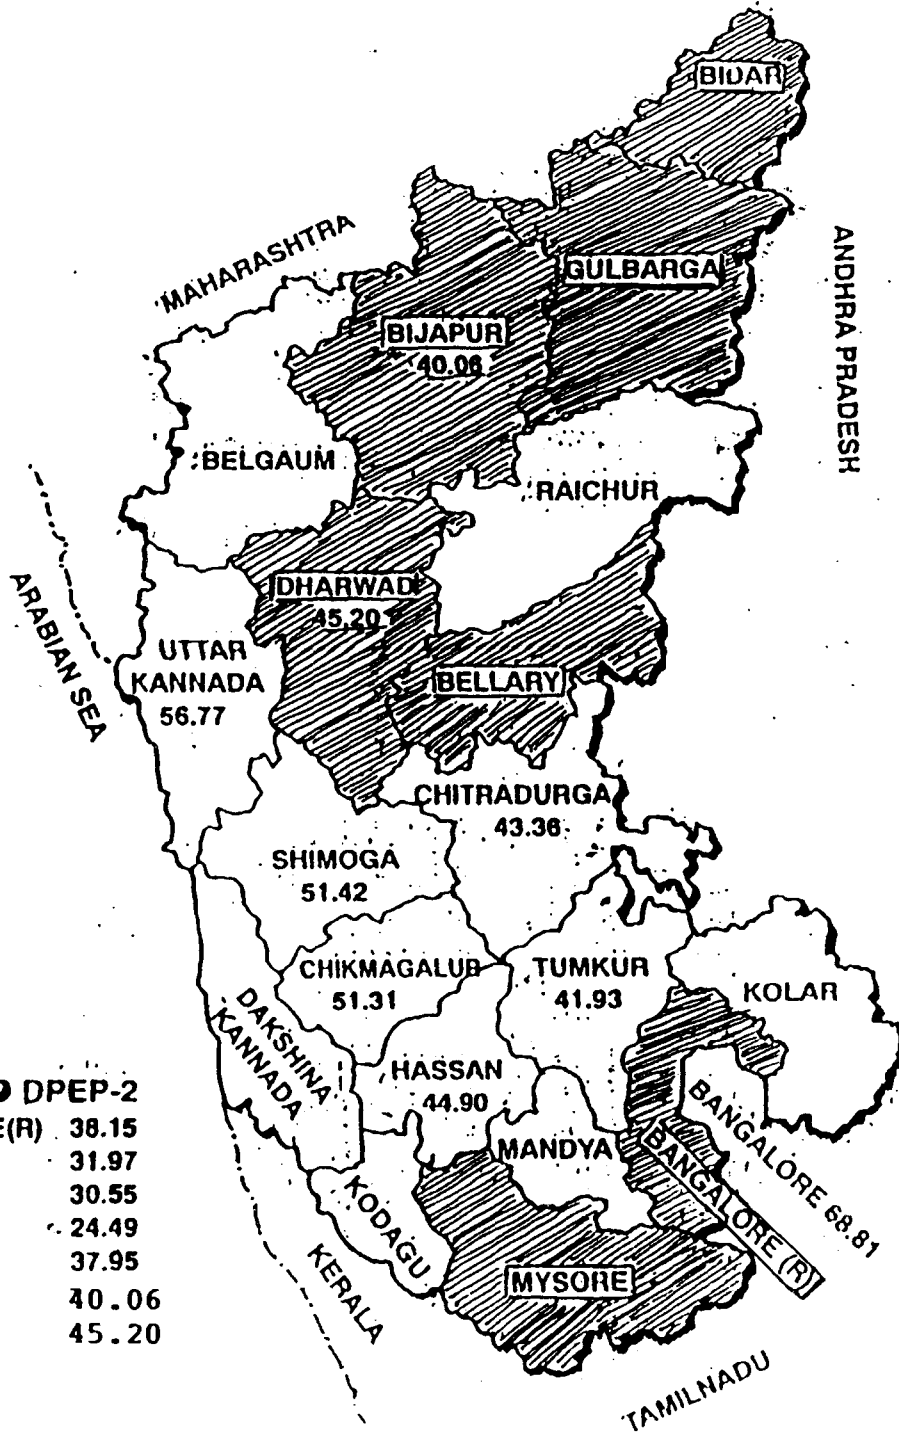 BIDAR
MAHARASHTRA
GULBARGA
ANDHRA PRADESH
BIJAPUR
40.06
BELGAUM
RAICHUR
ARABIAN SEA
DHARWAD
45.20
UTTAR
KANNADA
56.77
BELLARY
CHITRADURGA
43.36
SHIMOGA
51.42
CHIKMAGALUR
51.31
TUMKUR
41.93
KOLAR
DAKSHINA
KANNADA
HASSAN
44.90
MANDYA
BANGALORE 68.81
BANGALORE (R)
KODAGU
MYSORE
KERALA
TAMILNADU
DPEP-2
(R) 38.15
31.97
30.55
24.49
37.95
40.06
45.20